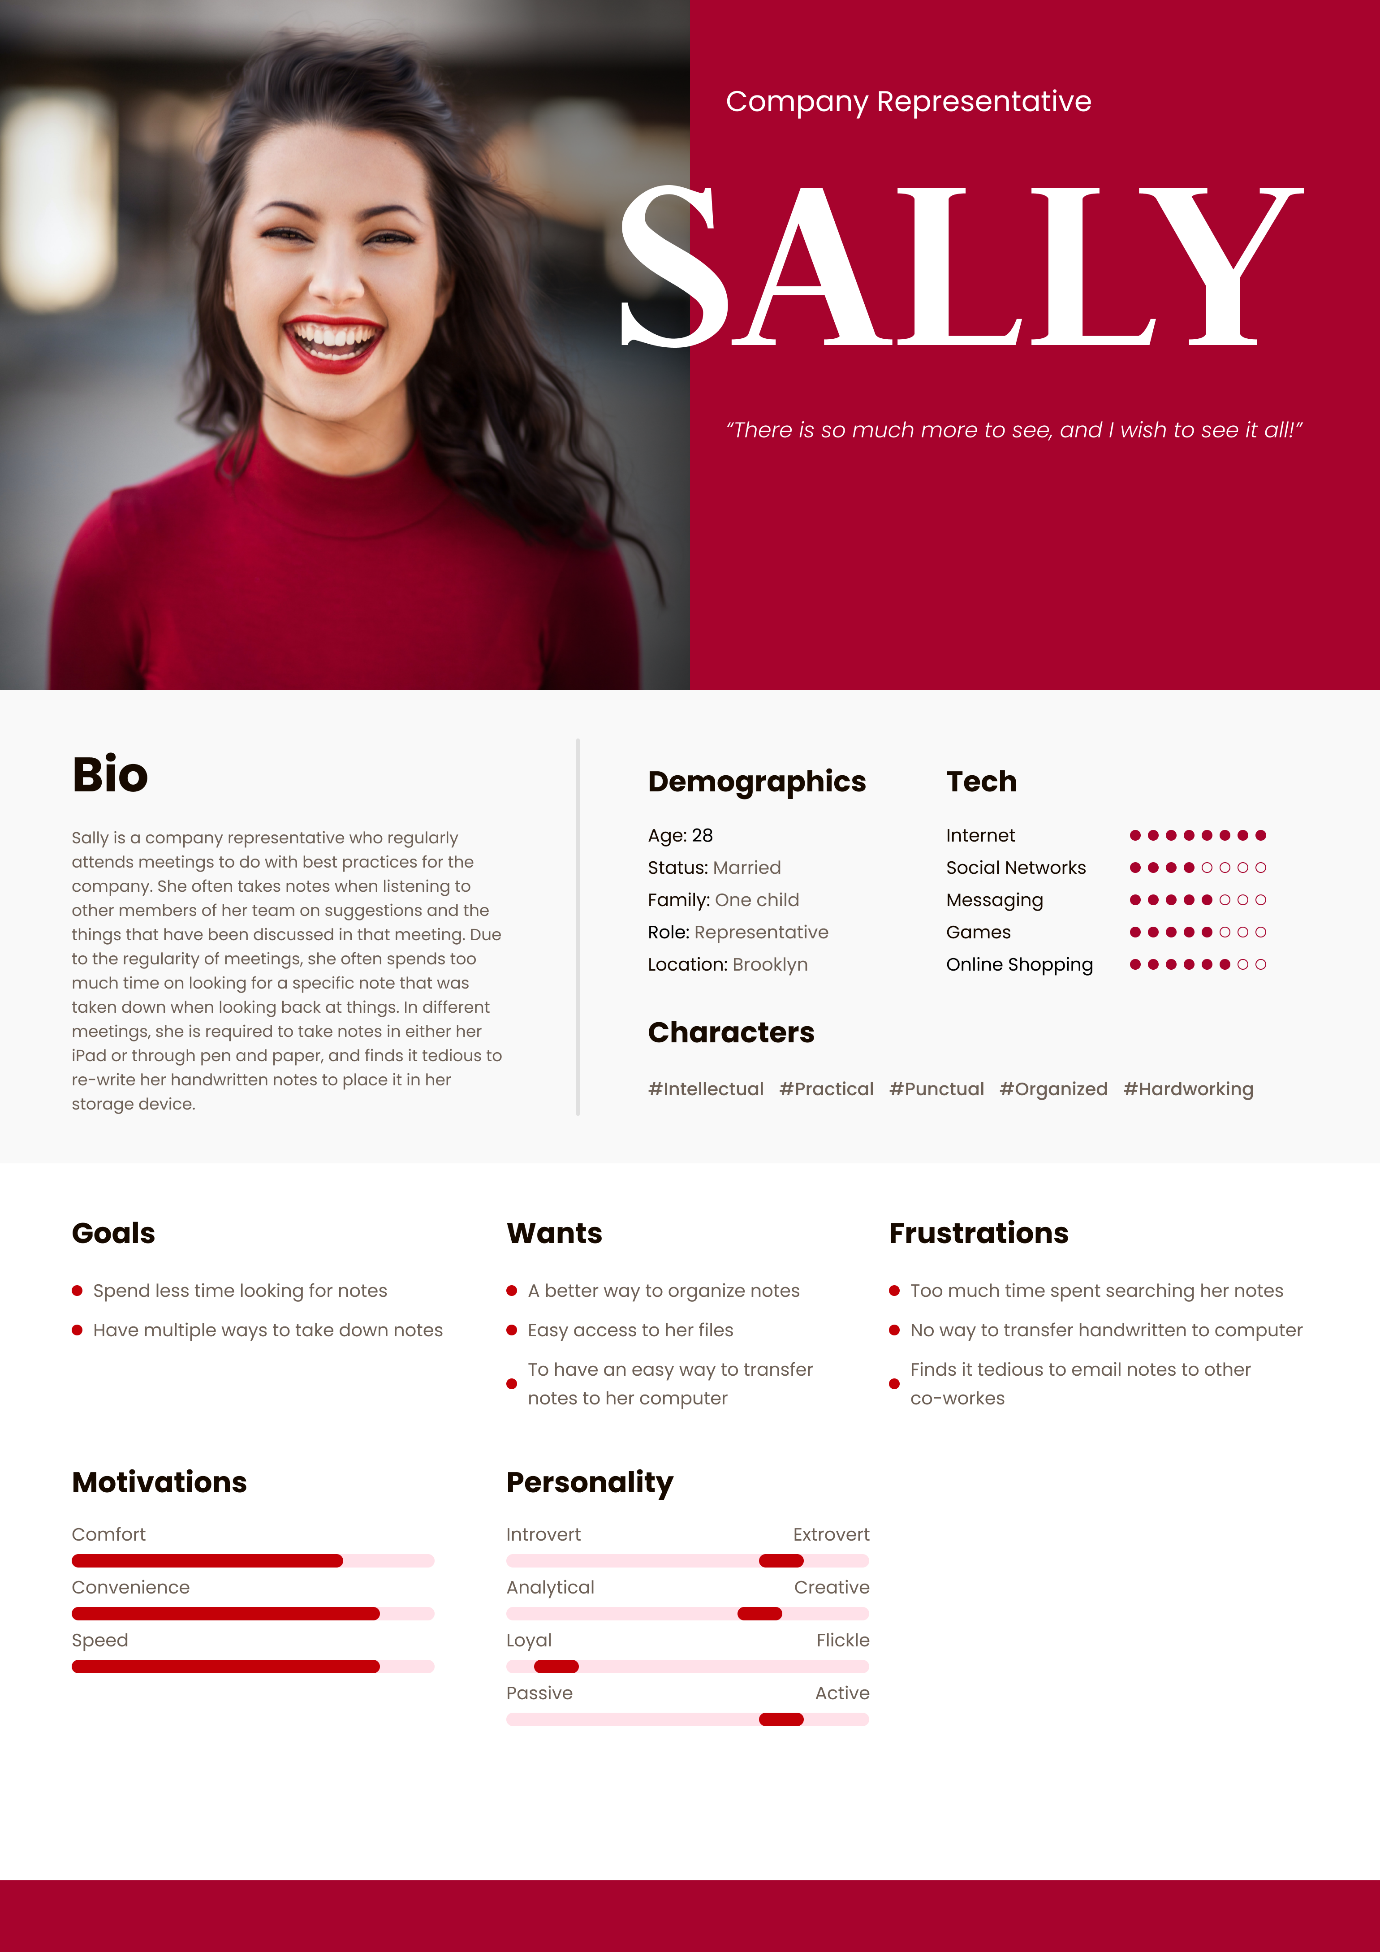 Company Representative
SALLY
“There is so much more to see, and I wish to see it all!”
Bio
Sally is a company representative who regularly
attends meetings to do with best practices for the
company. She often takes notes when listening to
other members of her team on suggestions and the
things that have been discussed in that meeting. Due
to the regularity of meetings, she often spends too
much time on looking for a specific note that was
taken down when looking back at things. In different
meetings, she is required to take notes in either her
iPad or through pen and paper, and finds it tedious to
re-write her handwritten notes to place it in her
storage device.
Demographics
Age: 28
Status: Married
Family: One child
Role: Representative
Location: Brooklyn
Tech
Internet
Social Networks
Messaging
Games
Online Shopping
Characters
#Intellectual #Practical #Punctual #Organized #Hardworking
Goals
Spend less time looking for notes
Have multiple ways to take down notes
Wants
A better way to organize notes
Easy access to her files
To have an easy way to transfer
notes to her computer
Frustrations
Too much time spent searching her notes
No way to transfer handwritten to computer
Finds it tedious to email notes to other
co-workes
Motivations
Comfort
Convenience
Speed
Personality
Introvert Extrovert
Analytical Creative
Loyal Flickle
Passive Active